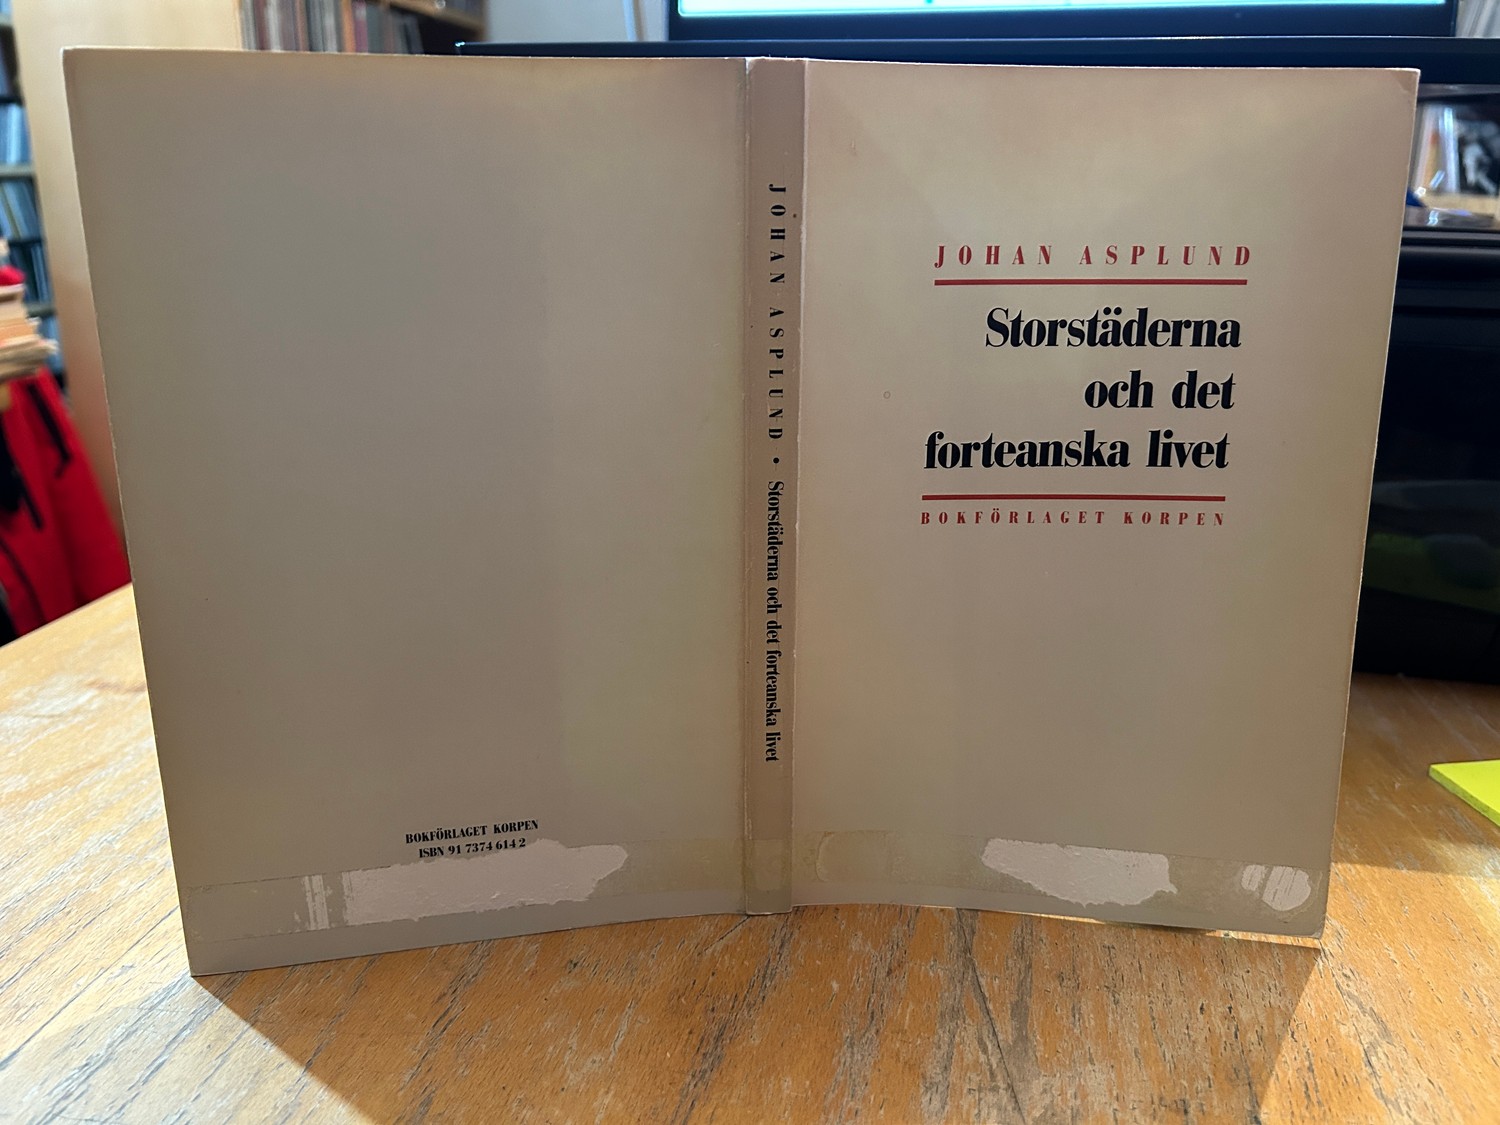 BOKFÖRLAGET KORPEN
ISBN 91 7374 614 2
JOHAN ASPLUND • Storstäderna och det forteanska livet
JOHAN ASPLUND
Storstäderna
och det
forteanska livet
BOKFÖRLAGET KORPEN